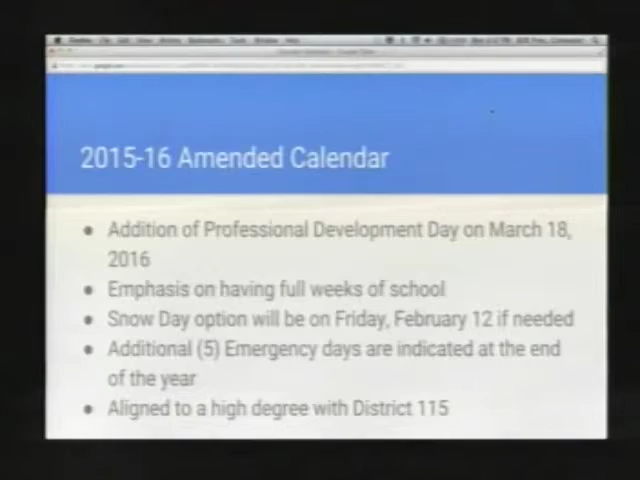 2015-16 Amended Calendar
• Addition of Professional Development Day on March 18,
2016
• Emphasis on having full weeks of school
• Snow Day option will be on Friday, February 12 if needed
• Additional (5) Emergency days are indicated at the end
of the year
• Aligned to a high degree with District 115